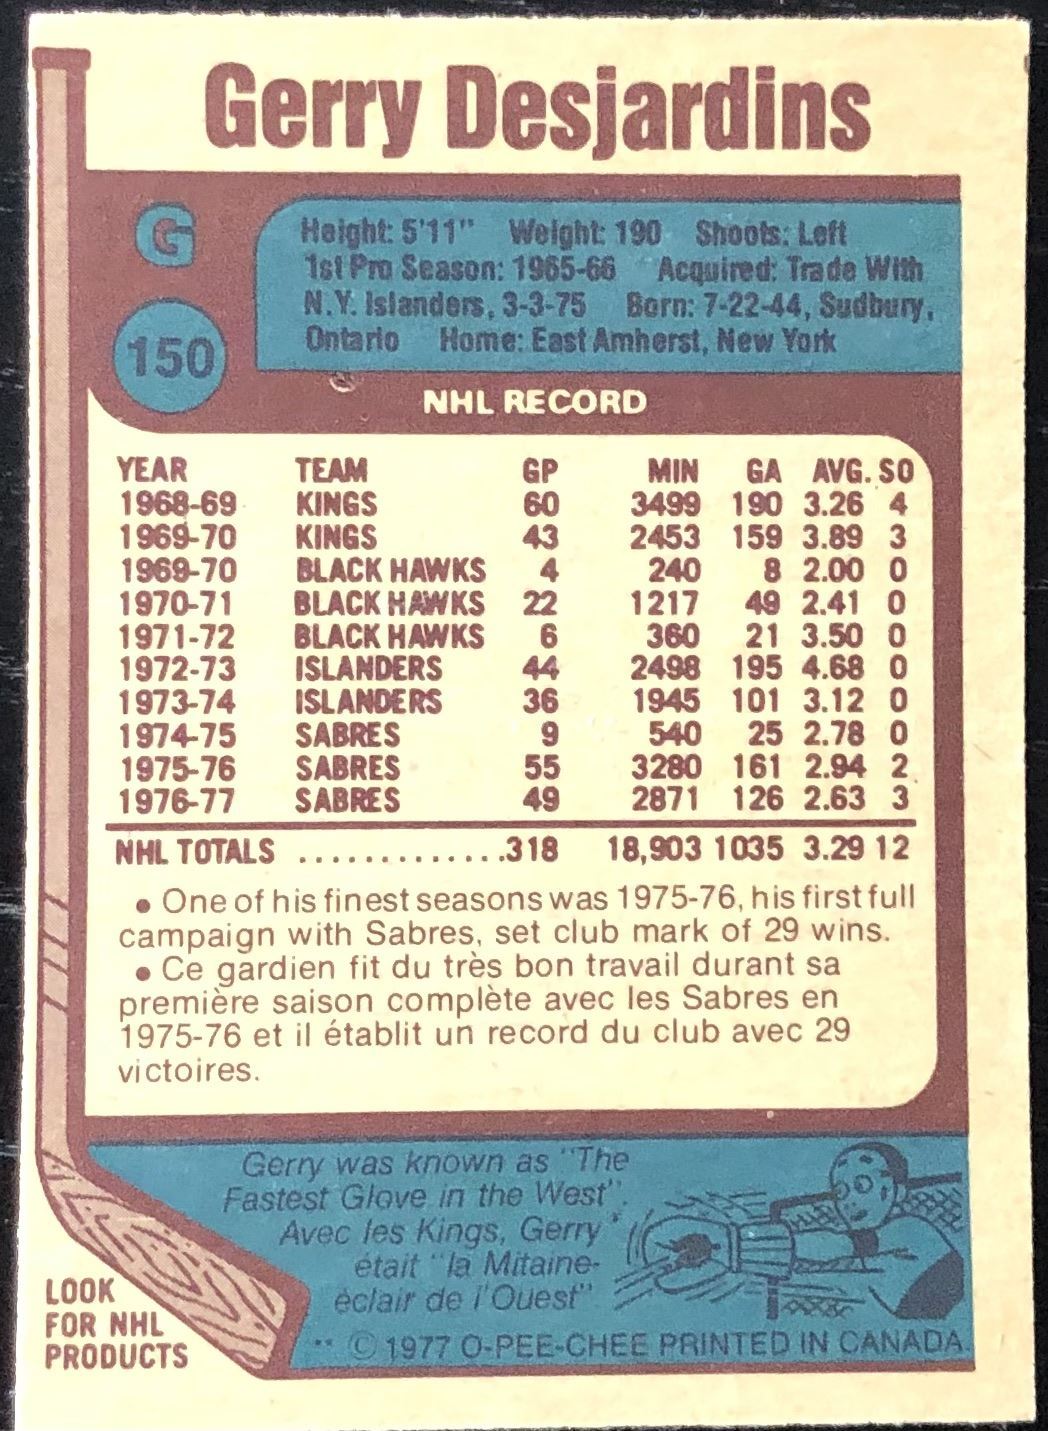 Gerry Desjardins
G
150
Height: 5'11" Weight: 190 Shoots: Left
1st Pro Season: 1965-66 Acquired: Trade With
N.Y. Islanders, 3-3-75 Born: 7-22-44, Sudbury,
Ontario Home: East Amherst, New York
NHL RECORD
YEAR TEAM GP MIN GA AVG. SO
1968-69 KINGS 60 3499 190 3.26 4
1969-70 KINGS 43 2453 159 3.89 3
1969-70 BLACK HAWKS 4 240 8 2.00 0
1970-71 BLACK HAWKS 22 1217 49 2.41 0
1971-72 BLACK HAWKS 6 360 21 3.50 0
1972-73 ISLANDERS 44 2498 195 4.68 0
1973-74 ISLANDERS 36 1945 101 3.12 0
1974-75 SABRES 9 540 25 2.78 0
1975-76 SABRES 55 3280 161 2.94 2
1976-77 SABRES 49 2871 126 2.63 3
NHL TOTALS ..............318 18,903 1035 3.29 12
• One of his finest seasons was 1975-76, his first full
campaign with Sabres, set club mark of 29 wins.
• Ce gardien fit du très bon travail durant sa
première saison complète avec les Sabres en
1975-76 et il établit un record du club avec 29
victoires.
Gerry was known as "The
Fastest Glove in the West".
Avec les Kings, Gerry
était "la Mitaine-
éclair de l'Ouest"
LOOK
FOR NHL
PRODUCTS
** © 1977 O-PEE-CHEE PRINTED IN CANADA.